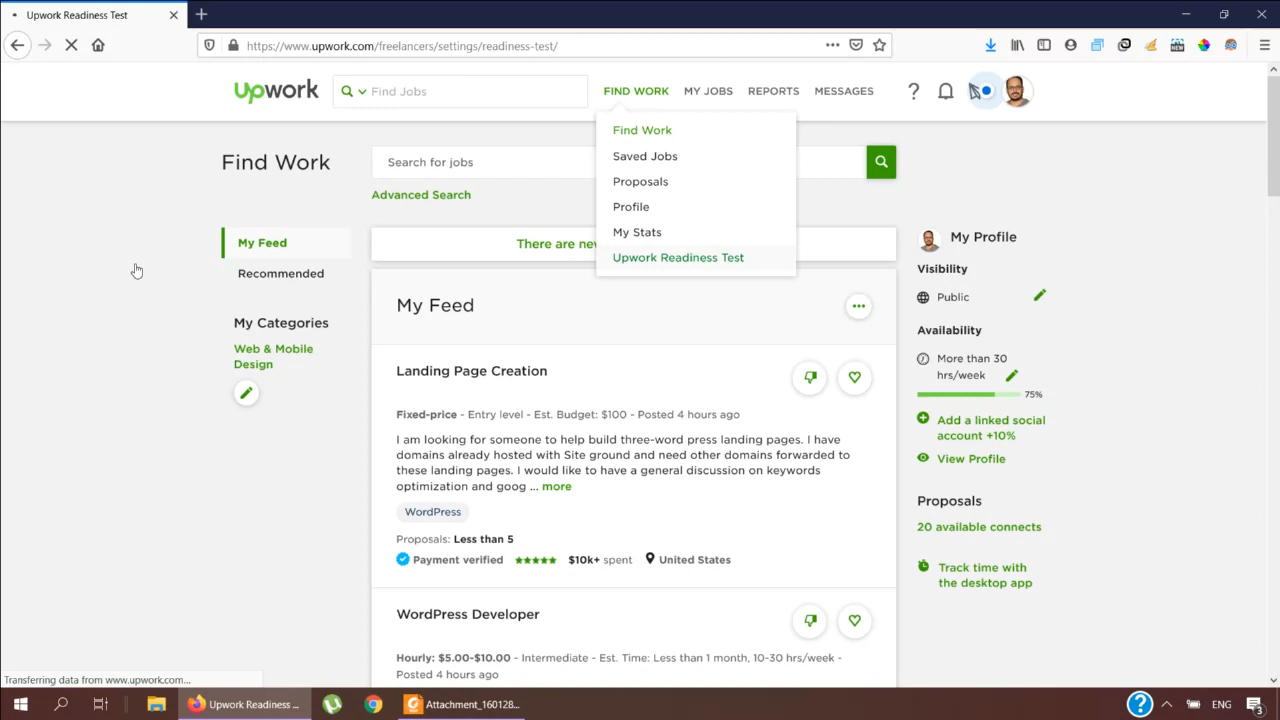 Upwork Readiness Test
https://www.upwork.com/freelancers/settings/readiness-test/
upwork
Find Jobs
FIND WORK
MY JOBS
REPORTS
MESSAGES
?
Find Work
Saved Jobs
Proposals
Profile
My Stats
Upwork Readiness Test
Find Work
Search for jobs
Advanced Search
My Feed
Recommended
My Categories
Web & Mobile
Design
There are nev
My Feed
Landing Page Creation
Fixed-price - Entry level - Est. Budget: $100 - Posted 4 hours ago
I am looking for someone to help build three-word press landing pages. I have
domains already hosted with Site ground and need other domains forwarded to
these landing pages. I would like to have a general discussion on keywords
optimization and goog ... more
WordPress
Proposals: Less than 5
Payment verified $10k+ spent United States
WordPress Developer
Hourly: $5.00-$10.00 - Intermediate - Est. Time: Less than 1 month, 10-30 hrs/week -
Posted 4 hours ago
My Profile
Visibility
Public
Availability
More than 30
hrs/week
75%
Add a linked social
account +10%
View Profile
Proposals
20 available connects
Track time with
the desktop app
Transferring data from www.upwork.com...
Upwork Readiness ...
Attachment_160128...
?
ENG
3